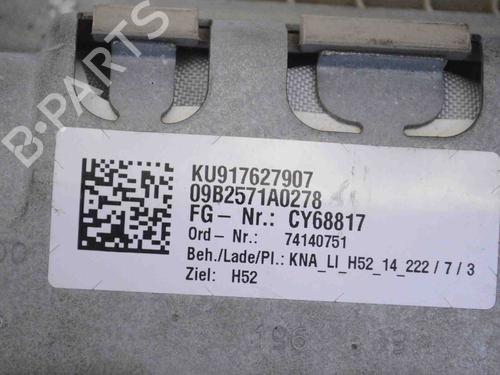 B-PARTS
KU917627907
09B2571A0278
FG - Nr.: CY68817
Ord - Nr.: 74140751
Beh./Lade/Pl.: KNA_LI_H52_14_222 / 7 / 3
Ziel: H52